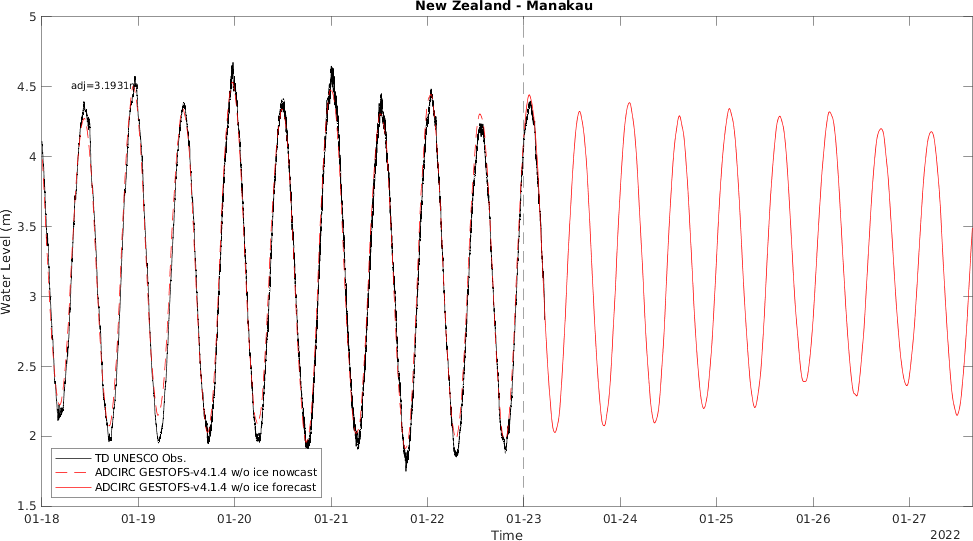 New Zealand - Manakau
Water Level (m)
5
4.5
4
3.5
3
2.5
2
1.5
adj=3.1931m
TD UNESCO Obs.
ADCIRC GESTOFS-v4.1.4 w/o ice nowcast
ADCIRC GESTOFS-v4.1.4 w/o ice forecast
01-18 01-19 01-20 01-21 01-22 01-23 01-24 01-25 01-26 01-27
Time
2022